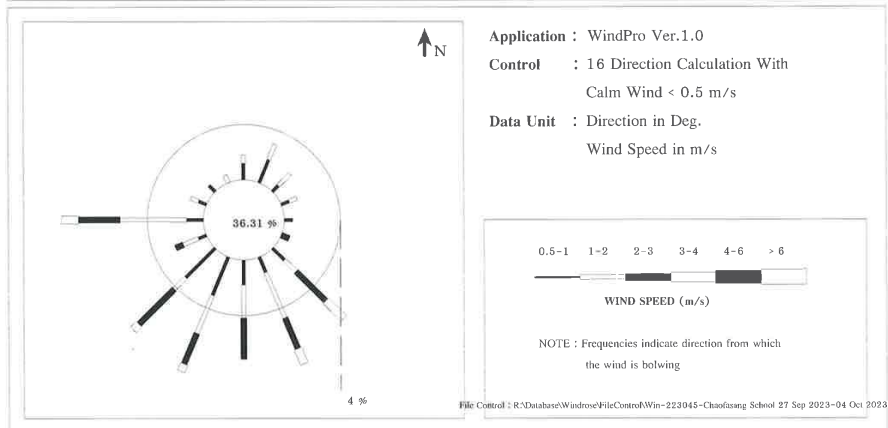 N
36.31 %
4 %
Application : WindPro Ver.1.0
Control : 16 Direction Calculation With
Calm Wind < 0.5 m/s
Data Unit : Direction in Deg.
Wind Speed in m/s
0.5-1 1-2 2-3 3-4 4-6 > 6
WIND SPEED (m/s)
NOTE : Frequencies indicate direction from which
the wind is bolwing
File Control : R:\Database\Windrose\FileControl\Win-223045-Chaofasang School 27 Sep 2023-04 Oct 2023